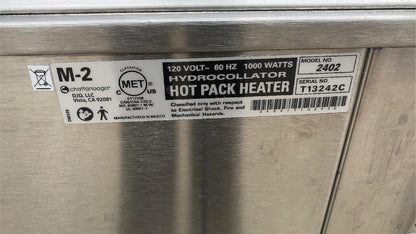 M-2
chattanooga
DJO, LLC
Vista, CA 92081
CLASSIFIED
C MET US
MANUFACTURED IN MEXICO
120 VOLT~ 60 HZ 1000 WATTS
HYDROCOLLATOR
HOT PACK HEATER
Classified only with respect
to Electrical Shock, Fire and
Mechanical Hazards.
MODEL NO.
2402
SERIAL NO.
T13242C